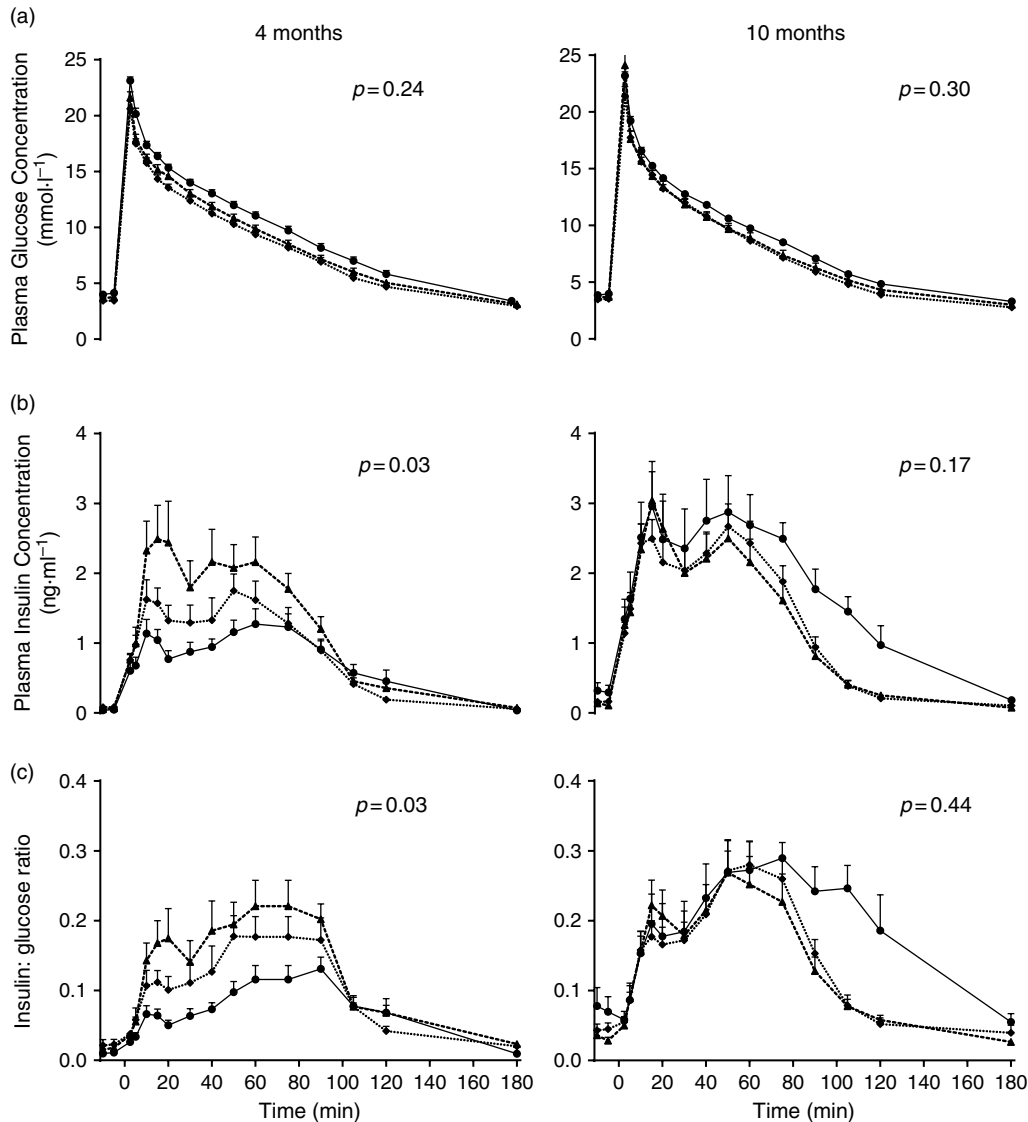 (a)
4 months
10 months
Plasma Glucose Concentration
(mmol·l⁻¹)
25
20
15
10
5
0
p=0.24
25
20
15
10
5
0
p=0.30
(b)
Plasma Insulin Concentration
(ng·ml⁻¹)
4
3
2
1
0
p=0.03
4
3
2
1
0
p=0.17
(c)
Insulin: glucose ratio
0.4
0.3
0.2
0.1
0.0
p=0.03
0 20 40 60 80 100 120 140 160 180
Time (min)
0.4
0.3
0.2
0.1
0.0
p=0.44
0 20 40 60 80 100 120 140 160 180
Time (min)